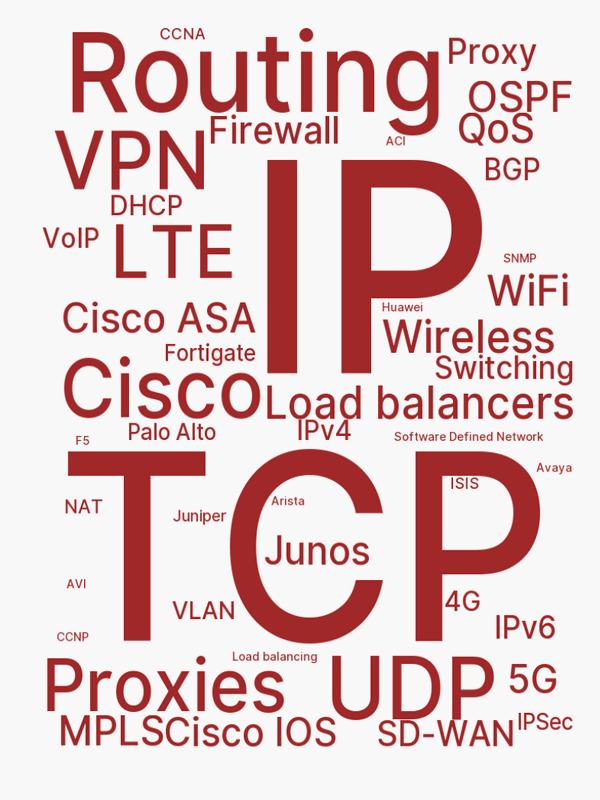 CCNA
Routing
Proxy
OSPF
QoS
Firewall
VPN
ACI
BGP
IP
DHCP
VoIP
LTE
SNMP
WiFi
Huawei
Cisco ASA
Wireless
Fortigate
Switching
Cisco
Load balancers
Palo Alto
IPv4
F5
Software Defined Network
TCP
Avaya
ISIS
NAT
Arista
Juniper
Junos
AVI
VLAN
4G
IPv6
CCNP
Load balancing
Proxies
UDP
5G
IPSec
MPLS
Cisco IOS
SD-WAN